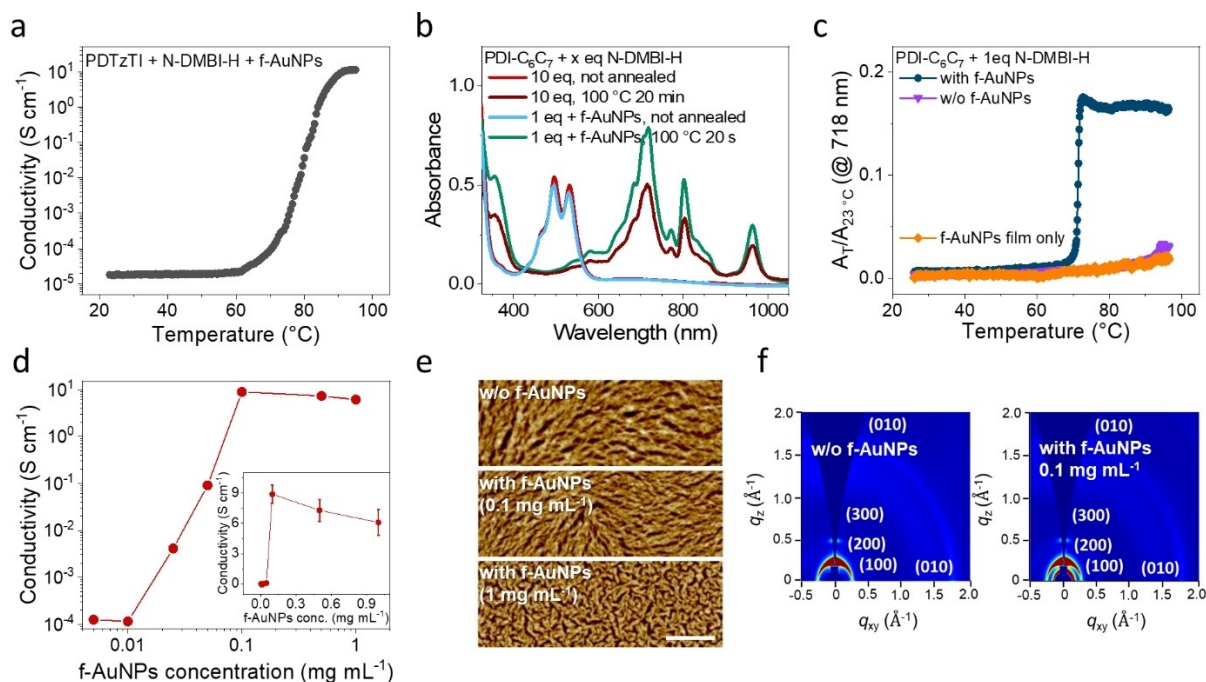 a
PDTzTI + N-DMBI-H + f-AuNPs
Conductivity (S cm⁻¹)
10¹
10⁰
10⁻¹
10⁻²
10⁻³
10⁻⁴
10⁻⁵
20 40 60 80 100
Temperature (°C)
b
PDI-C₆C₇ + x eq N-DMBI-H
10 eq, not annealed
10 eq, 100 °C 20 min
1 eq + f-AuNPs, not annealed
1 eq + f-AuNPs, 100 °C 20 s
Absorbance
1.0
0.5
0.0
400 600 800 1000
Wavelength (nm)
c
PDI-C₆C₇ + 1eq N-DMBI-H
with f-AuNPs
w/o f-AuNPs
f-AuNPs film only
A_T/A_23 °C (@ 718 nm)
0.2
0.1
0.0
20 40 60 80 100
Temperature (°C)
d
Conductivity (S cm⁻¹)
10¹
10⁰
10⁻¹
10⁻²
10⁻³
10⁻⁴
0.01 0.1 1
f-AuNPs concentration (mg mL⁻¹)
Conductivity (S cm⁻¹)
9
6
3
0
0.0 0.3 0.6 0.9
f-AuNPs conc. (mg mL⁻¹)
e
w/o f-AuNPs
with f-AuNPs
(0.1 mg mL⁻¹)
with f-AuNPs
(1 mg mL⁻¹)
f
q_z (Å⁻¹)
2.0
1.5
1.0
0.5
0
(010)
w/o f-AuNPs
(300)
(200)
(100) (010)
0 0.5 1.0 1.5 2.0
q_xy (Å⁻¹)
q_z (Å⁻¹)
2.0
1.5
1.0
0.5
0
(010)
with f-AuNPs
0.1 mg mL⁻¹
(300)
(200)
(100) (010)
0 0.5 1.0 1.5 2.0
q_xy (Å⁻¹)